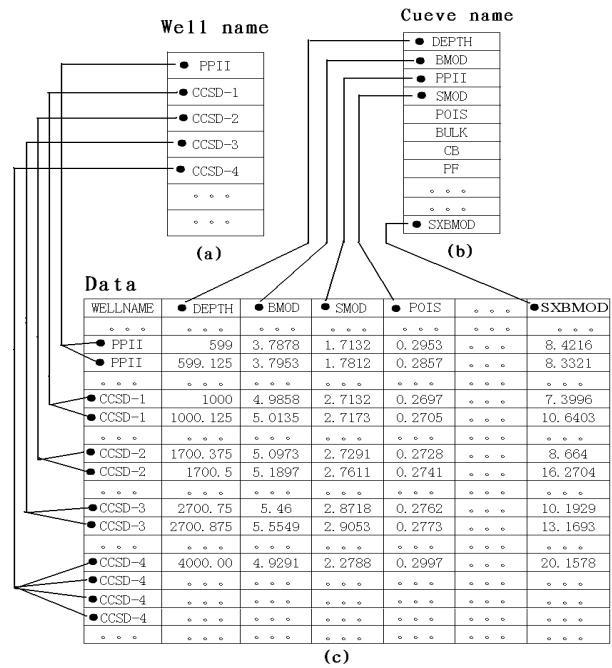 Well name
PPII
CCSD-1
CCSD-2
CCSD-3
CCSD-4
。 。 。
。 。 。
(a)
Cueve name
DEPTH
BMOD
PPII
SMOD
POIS
BULK
CB
PF
。 。 。
。 。 。
SXBMOD
(b)
Data
WELLNAME DEPTH BMOD SMOD POIS 。 。 。 SXBMOD
。 。 。 。 。 。 。 。 。 。 。 。 。 。 。 。 。 。 。 。 。
PPII 599 3.7878 1.7132 0.2953 。 。 。 8.4216
PPII 599.125 3.7953 1.7812 0.2857 。 。 。 8.3321
。 。 。 。 。 。 。 。 。 。 。 。 。 。 。 。 。 。 。 。 。
CCSD-1 1000 4.9858 2.7132 0.2697 。 。 。 7.3996
CCSD-1 1000.125 5.0135 2.7173 0.2705 。 。 。 10.6403
。 。 。 。 。 。 。 。 。 。 。 。 。 。 。 。 。 。 。 。 。
CCSD-2 1700.375 5.0973 2.7291 0.2728 。 。 。 8.664
CCSD-2 1700.5 5.1897 2.7611 0.2741 。 。 。 16.2704
。 。 。 。 。 。 。 。 。 。 。 。 。 。 。 。 。 。 。 。 。
CCSD-3 2700.75 5.46 2.8718 0.2762 。 。 。 10.1929
CCSD-3 2700.875 5.5549 2.9053 0.2773 。 。 。 13.1693
。 。 。 。 。 。 。 。 。 。 。 。 。 。 。 。 。 。 。 。 。
CCSD-4 4000.00 4.9291 2.2788 0.2997 。 。 。 20.1578
CCSD-4 。 。 。 。 。 。 。 。 。 。 。 。 。 。 。 。 。 。
CCSD-4 。 。 。 。 。 。 。 。 。 。 。 。 。 。 。 。 。 。
CCSD-4 。 。 。 。 。 。 。 。 。 。 。 。 。 。 。 。 。 。
。 。 。 。 。 。 。 。 。 。 。 。 。 。 。 。 。 。 。 。 。
(c)